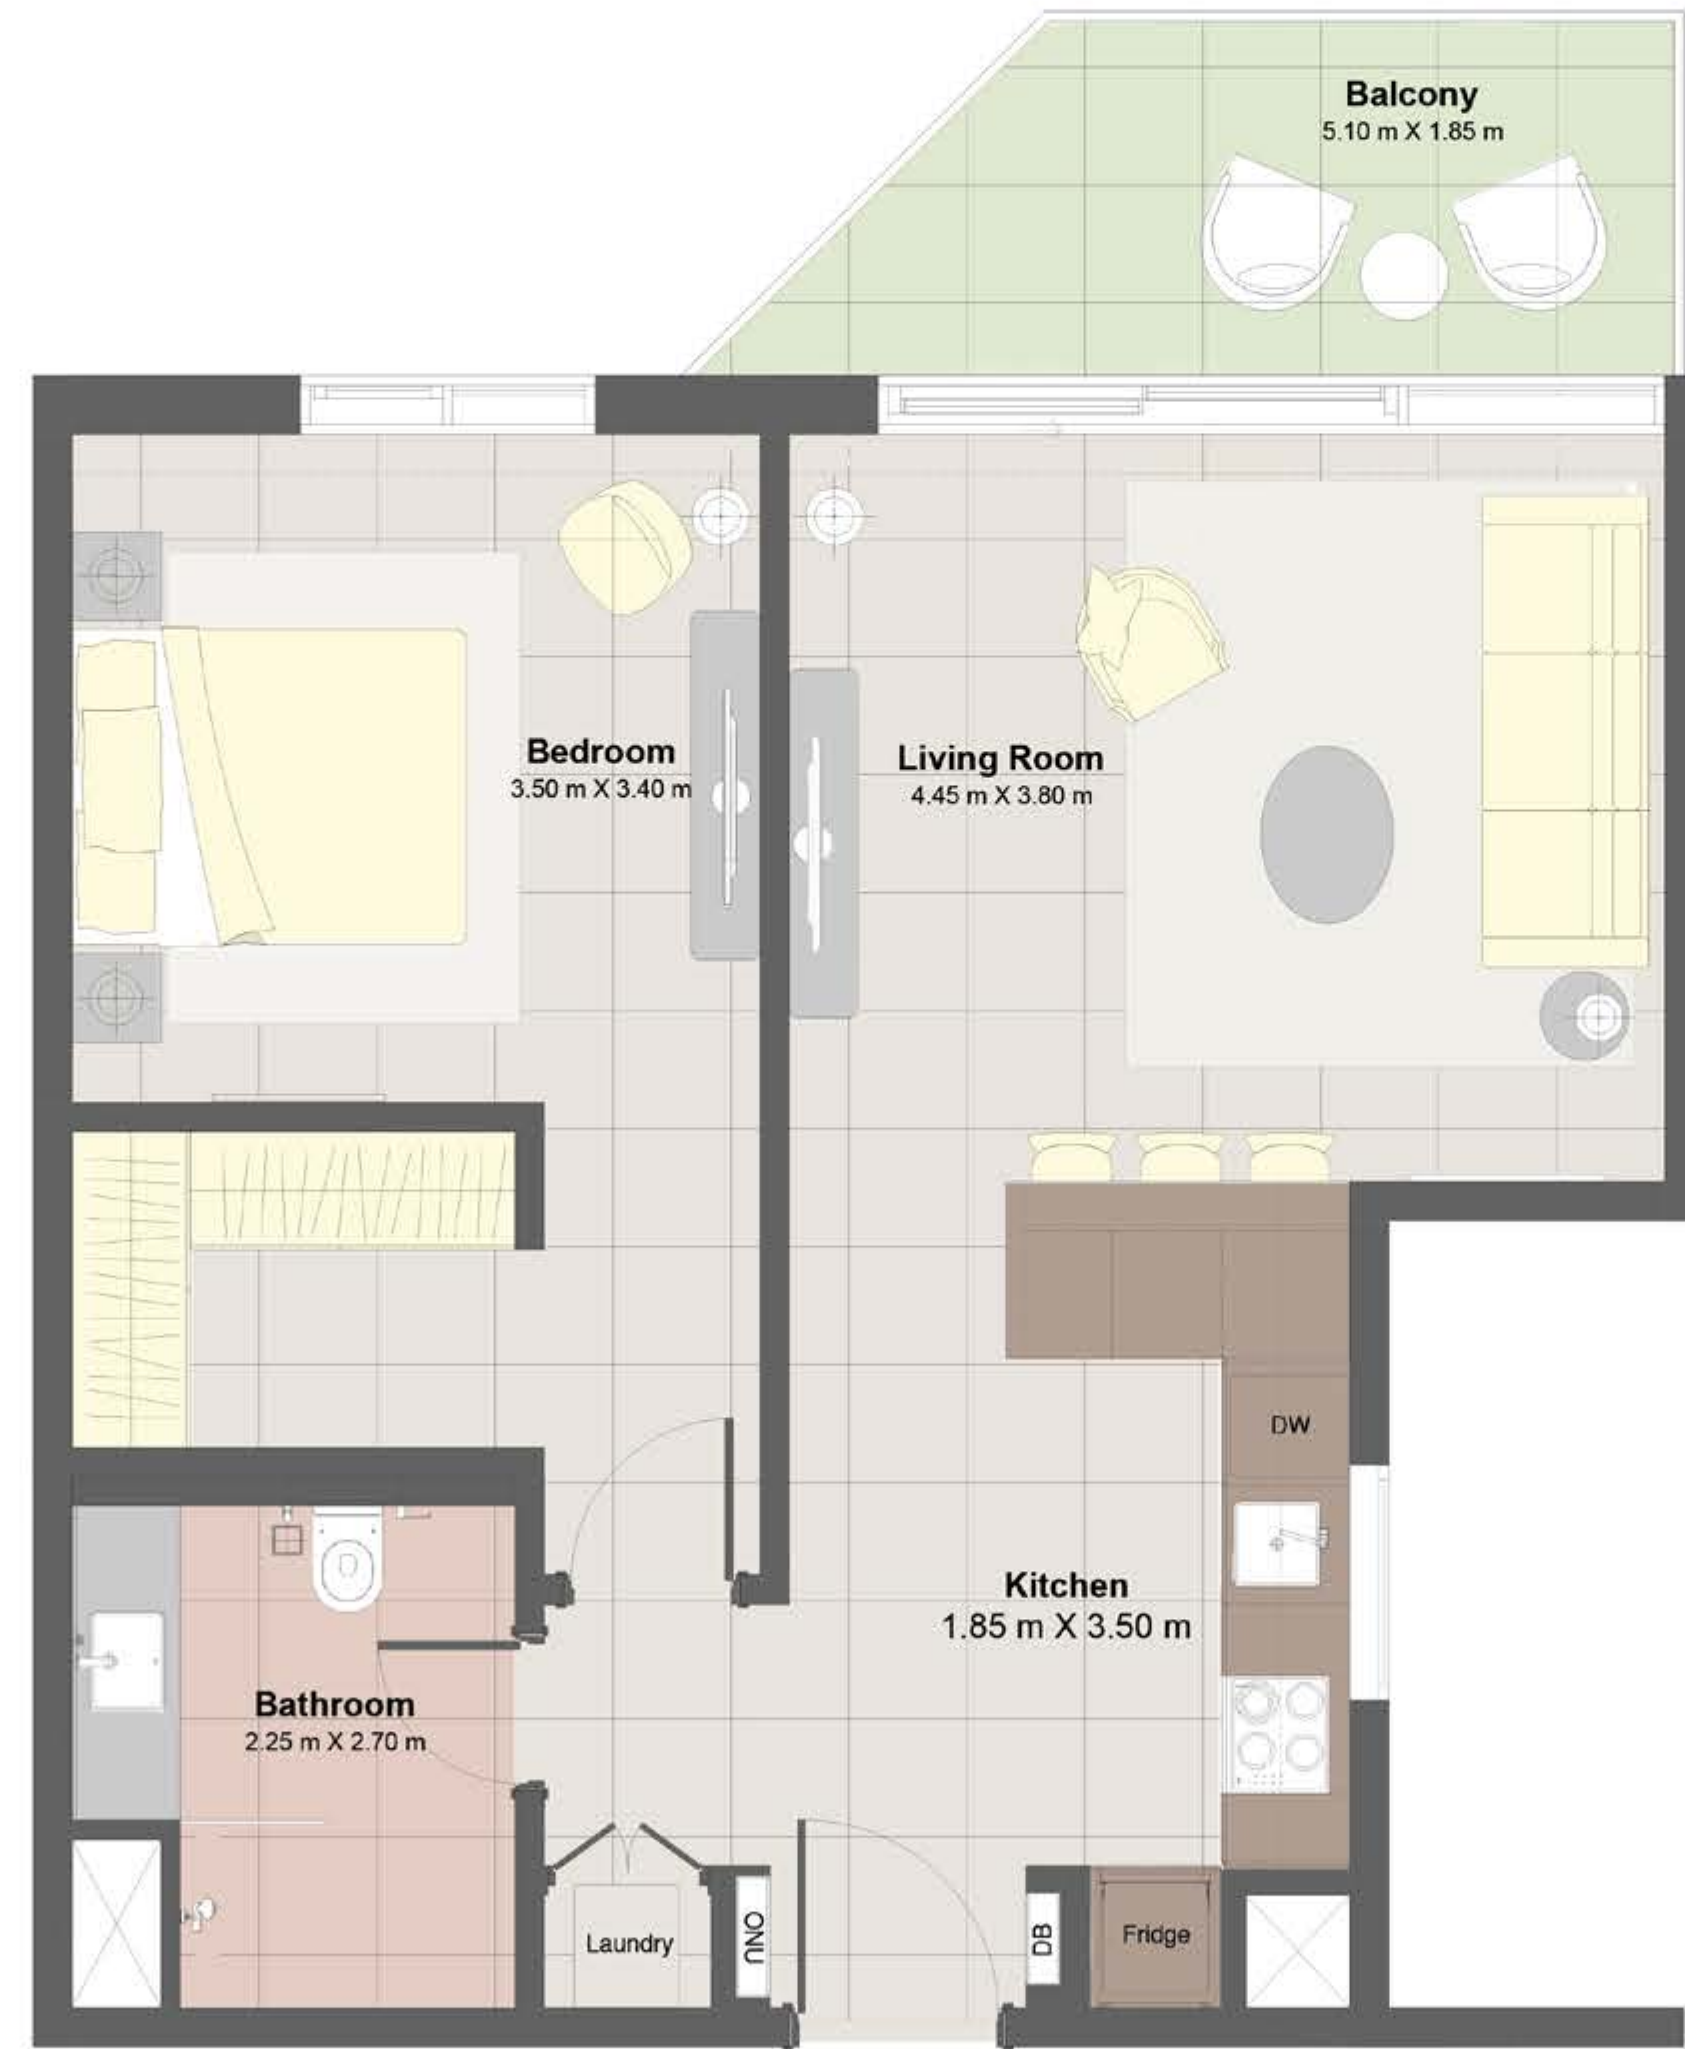 Balcony
5.10 m X 1.85 m
Bedroom
3.50 m X 3.40 m
Living Room
4.45 m X 3.80 m
DW
Kitchen
1.85 m X 3.50 m
Bathroom
2.25 m X 2.70 m
Laundry
ONU
DB
Fridge